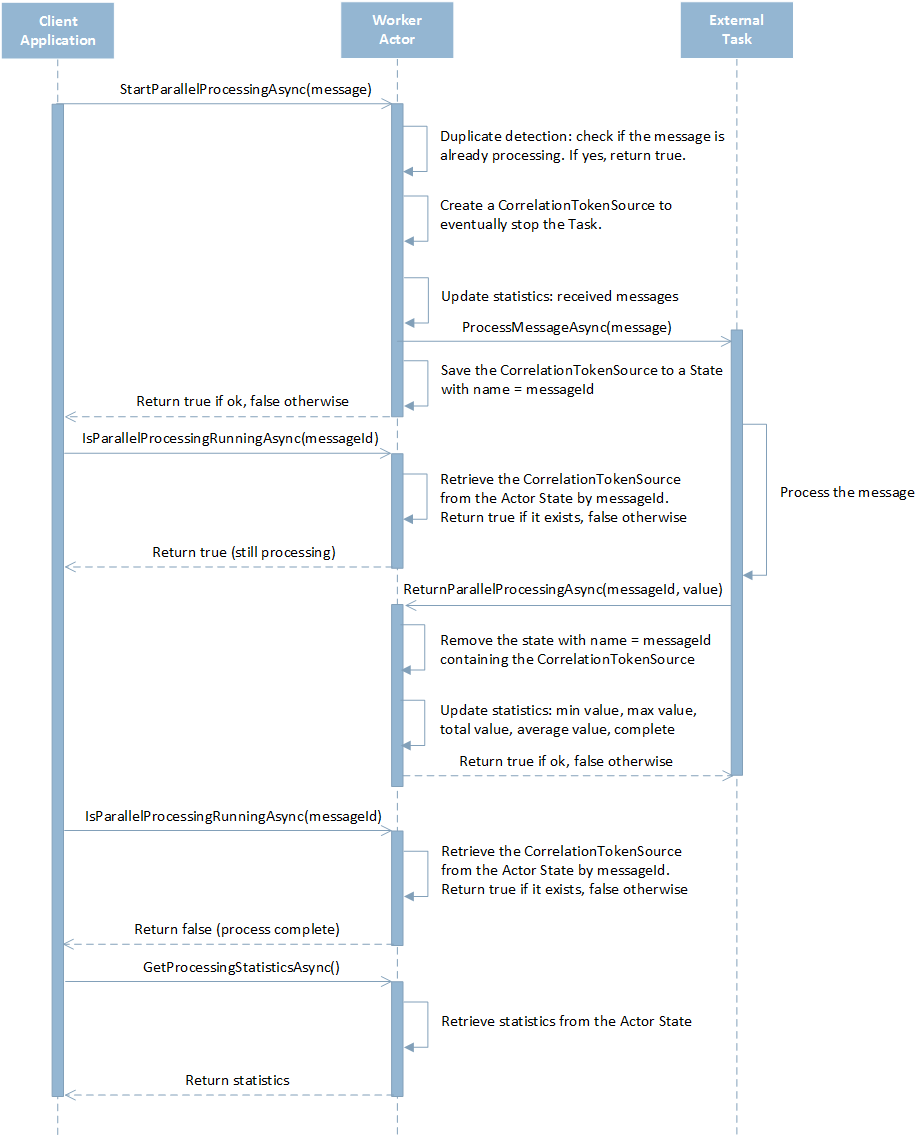 Client
Application
Worker
Actor
External
Task
StartParallelProcessingAsync(message)
Duplicate detection: check if the message is
already processing. If yes, return true.
Create a CorrelationTokenSource to
eventually stop the Task.
Update statistics: received messages
ProcessMessageAsync(message)
Save the CorrelationTokenSource to a State
with name = messageId
Return true if ok, false otherwise
IsParallelProcessingRunningAsync(messageId)
Retrieve the CorrelationTokenSource
from the Actor State by messageId.
Return true if it exists, false otherwise
Process the message
Return true (still processing)
ReturnParallelProcessingAsync(messageId, value)
Remove the state with name = messageId
containing the CorrelationTokenSource
Update statistics: min value, max value,
total value, average value, complete
Return true if ok, false otherwise
IsParallelProcessingRunningAsync(messageId)
Retrieve the CorrelationTokenSource
from the Actor State by messageId.
Return true if it exists, false otherwise
Return false (process complete)
GetProcessingStatisticsAsync()
Retrieve statistics from the Actor State
Return statistics